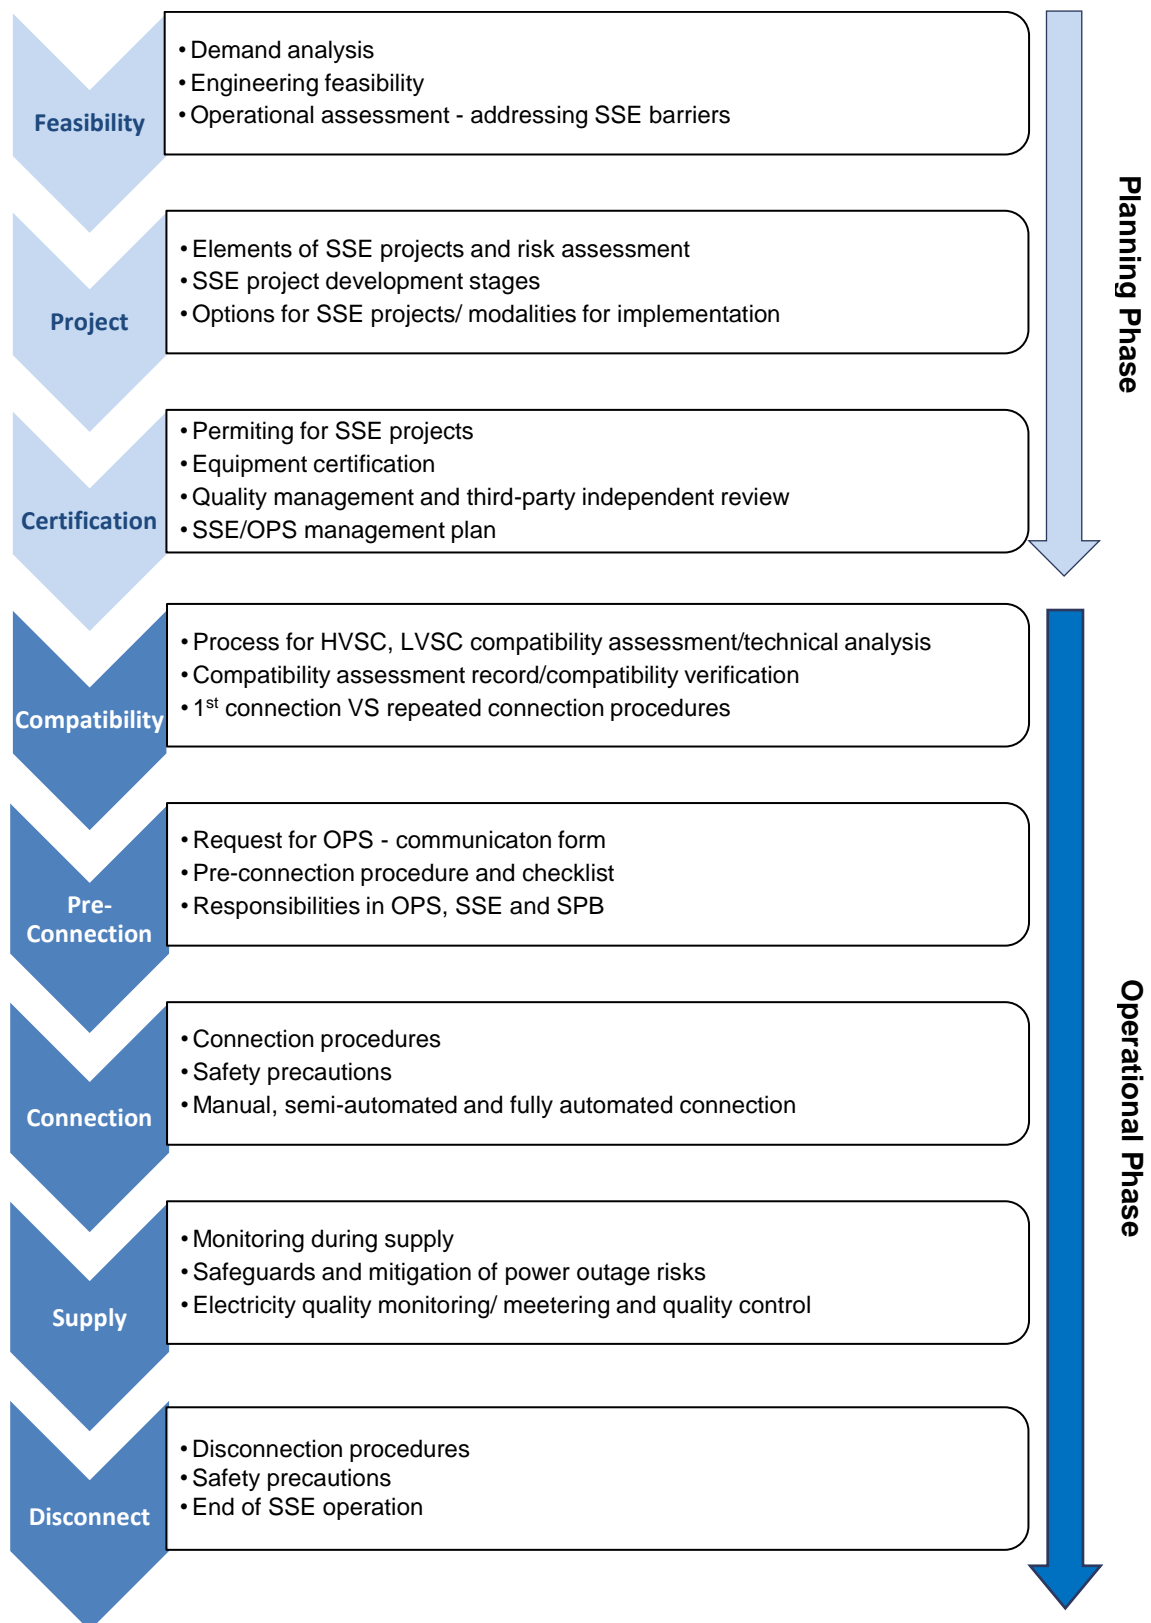 Feasibility
• Demand analysis
• Engineering feasibility
• Operational assessment - addressing SSE barriers
Project
• Elements of SSE projects and risk assessment
• SSE project development stages
• Options for SSE projects/ modalities for implementation
Certification
• Permiting for SSE projects
• Equipment certification
• Quality management and third-party independent review
• SSE/OPS management plan
Planning Phase
Compatibility
• Process for HVSC, LVSC compatibility assessment/technical analysis
• Compatibility assessment record/compatibility verification
• 1st connection VS repeated connection procedures
Pre-
Connection
• Request for OPS - communicaton form
• Pre-connection procedure and checklist
• Responsibilities in OPS, SSE and SPB
Connection
• Connection procedures
• Safety precautions
• Manual, semi-automated and fully automated connection
Supply
• Monitoring during supply
• Safeguards and mitigation of power outage risks
• Electricity quality monitoring/ meetering and quality control
Disconnect
• Disconnection procedures
• Safety precautions
• End of SSE operation
Operational Phase